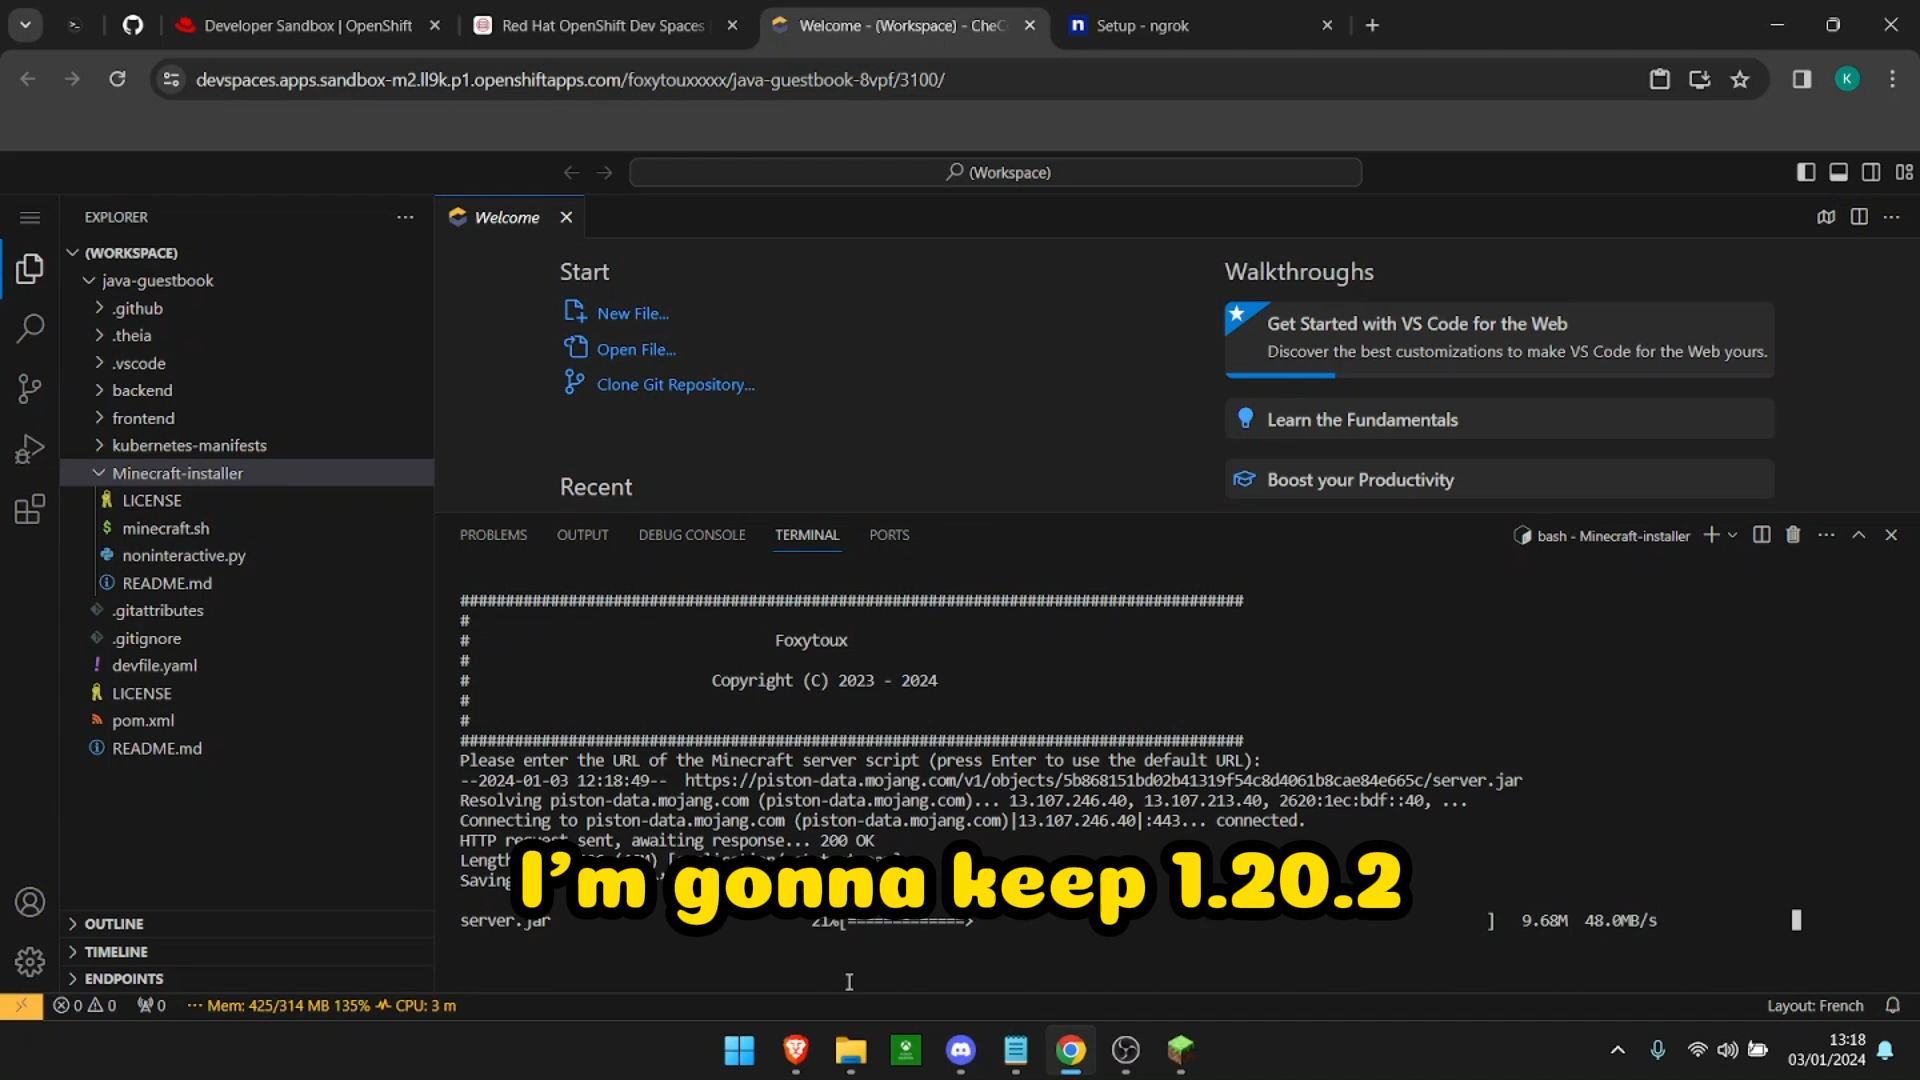 Developer Sandbox | OpenShift
Red Hat OpenShift Dev Spaces
Welcome - (Workspace) - CheC
Setup - ngrok
devspaces.apps.sandbox-m2.ll9k.p1.openshiftapps.com/foxytouxxxxx/java-guestbook-8vpf/3100/
K
(Workspace)
EXPLORER
Welcome
(WORKSPACE)
java-guestbook
.github
.theia
.vscode
backend
frontend
kubernetes-manifests
Minecraft-installer
LICENSE
minecraft.sh
noninteractive.py
README.md
.gitattributes
.gitignore
devfile.yaml
LICENSE
pom.xml
README.md
OUTLINE
TIMELINE
ENDPOINTS
Start
New File...
Open File...
Clone Git Repository...
Recent
Walkthroughs
Get Started with VS Code for the Web
Discover the best customizations to make VS Code for the Web yours.
Learn the Fundamentals
Boost your Productivity
PROBLEMS OUTPUT DEBUG CONSOLE TERMINAL PORTS
bash - Minecraft-installer
#######################################################################################
#
# Foxytoux
#
# Copyright (C) 2023 - 2024
#
#
#######################################################################################
Please enter the URL of the Minecraft server script (press Enter to use the default URL):
--2024-01-03 12:18:49-- https://piston-data.mojang.com/v1/objects/5b868151bd02b41319f54c8d4061b8cae84e665c/server.jar
Resolving piston-data.mojang.com (piston-data.mojang.com)... 13.107.246.40, 13.107.213.40, 2620:1ec:bdf::40, ...
Connecting to piston-data.mojang.com (piston-data.mojang.com)|13.107.246.40|:443... connected.
HTTP request sent, awaiting response... 200 OK
I'm gonna keep 1.20.2
server.jar 21%[=============> ] 9.68M 48.0MB/s
0 0 0 Mem: 425/314 MB 135% CPU: 3 m
Layout: French
13:18
03/01/2024